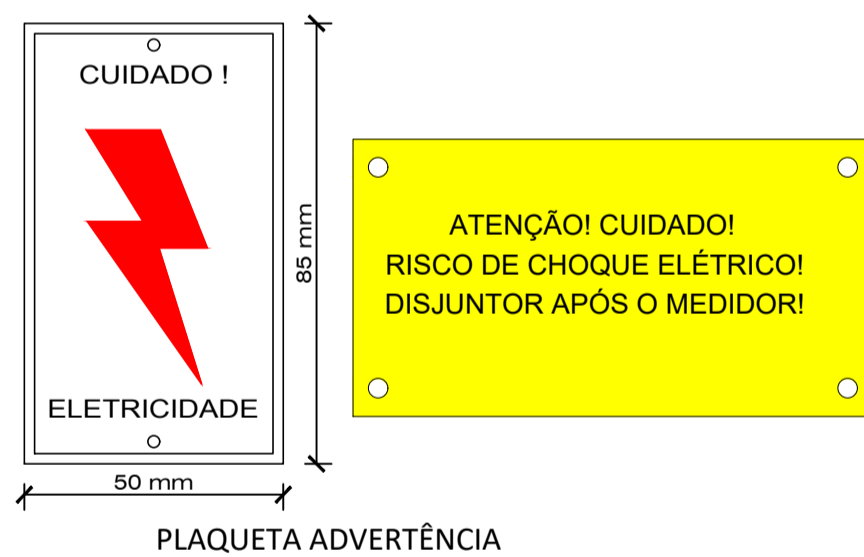 CUIDADO !
ELETRICIDADE
85 mm
50 mm
ATENÇÃO! CUIDADO!
RISCO DE CHOQUE ELÉTRICO!
DISJUNTOR APÓS O MEDIDOR!
PLAQUETA ADVERTÊNCIA